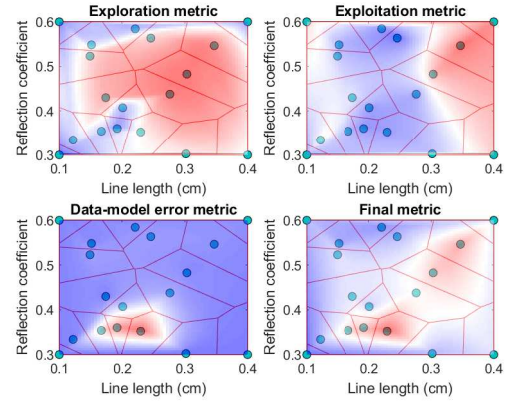 Exploration metric
0.6
0.5
0.4
0.3
0.1 0.2 0.3 0.4
Reflection coefficient
Line length (cm)
Exploitation metric
0.6
0.5
0.4
0.3
0.1 0.2 0.3 0.4
Reflection coefficient
Line length (cm)
Data-model error metric
0.6
0.5
0.4
0.3
0.1 0.2 0.3 0.4
Reflection coefficient
Line length (cm)
Final metric
0.6
0.5
0.4
0.3
0.1 0.2 0.3 0.4
Reflection coefficient
Line length (cm)